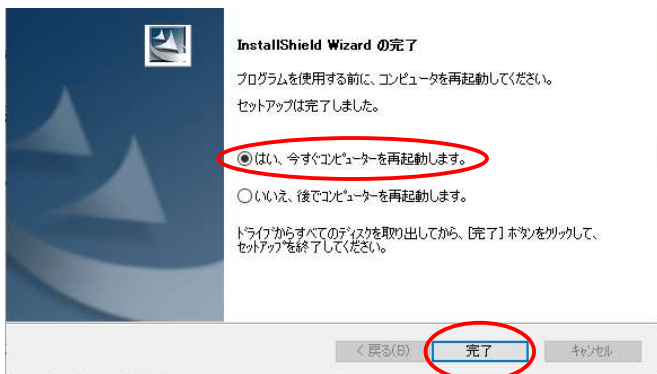 InstallShield Wizard の完了
プログラムを使用する前に、コンピュータを再起動してください。
セットアップは完了しました。
はい、今すぐコンピューターを再起動します。
いいえ、後でコンピューターを再起動します。
ドライブからすべてのディスクを取り出してから、[完了] ボタンをクリックして、
セットアップを終了してください。
< 戻る(B) 完了 キャンセル